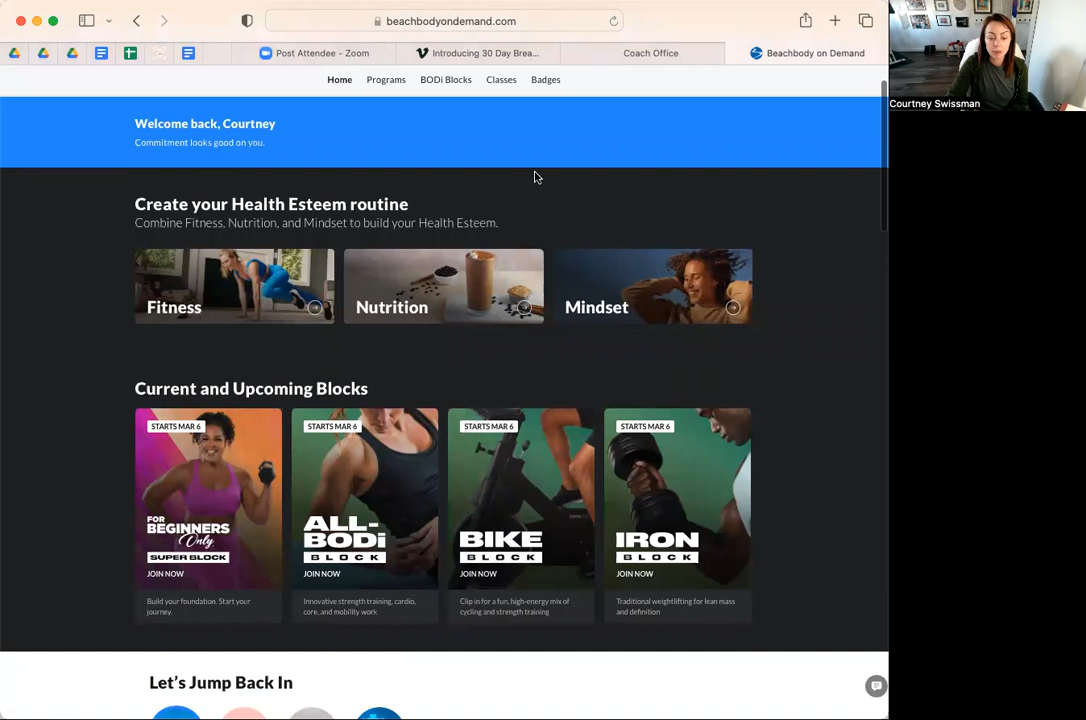 beachbodyondemand.com
Post Attendee - Zoom
Introducing 30 Day Brea...
Coach Office
Beachbody on Demand
Courtney Swissman
Home
Programs
BODi Blocks
Classes
Badges
Welcome back, Courtney
Commitment looks good on you.
Create your Health Esteem routine
Combine Fitness, Nutrition, and Mindset to build your Health Esteem.
Fitness
Nutrition
Mindset
Current and Upcoming Blocks
STARTS MAR 6
FOR
BEGINNERS
Only
SUPER BLOCK
JOIN NOW
Build your foundation. Start your
journey.
STARTS MAR 6
ALL-
BODi
BLOCK
JOIN NOW
Innovative strength training, cardio,
core, and mobility work
STARTS MAR 6
BIKE
BLOCK
JOIN NOW
Clip in for a fun, high-energy mix of
cycling and strength training
STARTS MAR 6
IRON
BLOCK
JOIN NOW
Traditional weightlifting for lean mass
and definition
Let's Jump Back In